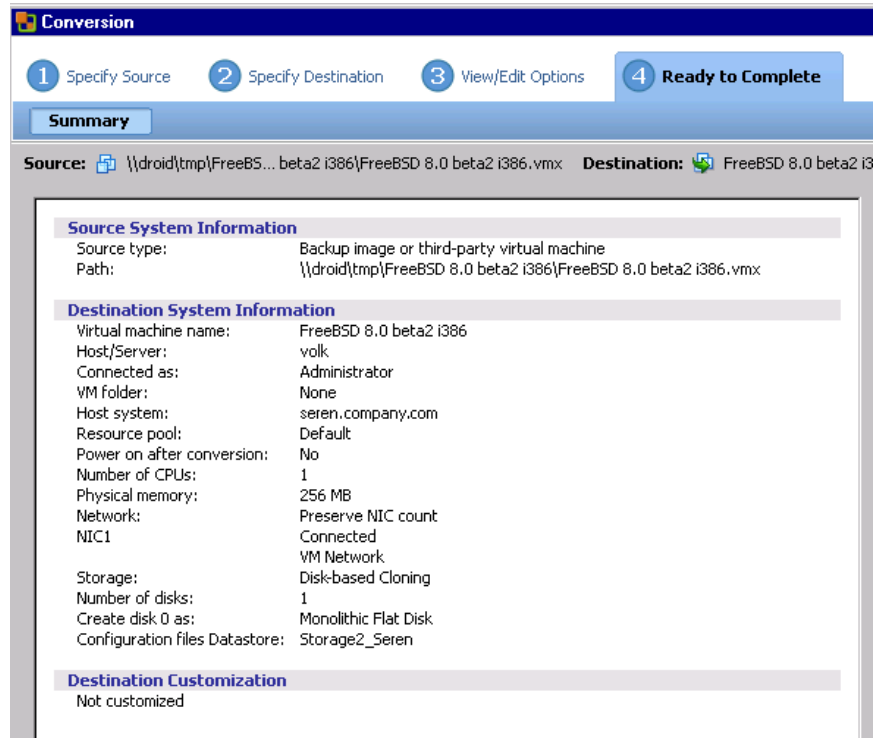 Conversion
1 Specify Source 2 Specify Destination 3 View/Edit Options 4 Ready to Complete
Summary
Source: \\droid\tmp\FreeBS... beta2 i386\FreeBSD 8.0 beta2 i386.vmx Destination: FreeBSD 8.0 beta2 i3
Source System Information
Source type: Backup image or third-party virtual machine
Path: \\droid\tmp\FreeBSD 8.0 beta2 i386\FreeBSD 8.0 beta2 i386.vmx
Destination System Information
Virtual machine name: FreeBSD 8.0 beta2 i386
Host/Server: volk
Connected as: Administrator
VM folder: None
Host system: seren.company.com
Resource pool: Default
Power on after conversion: No
Number of CPUs: 1
Physical memory: 256 MB
Network: Preserve NIC count
NIC1 Connected
VM Network
Storage: Disk-based Cloning
Number of disks: 1
Create disk 0 as: Monolithic Flat Disk
Configuration files Datastore: Storage2_Seren
Destination Customization
Not customized